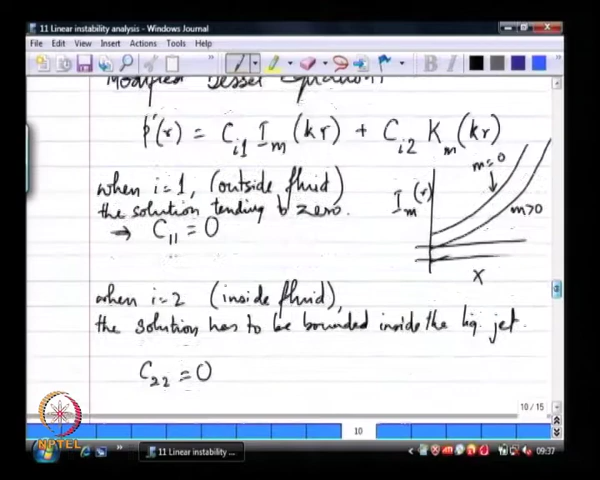 11 Linear instability analysis - Windows Journal
File Edit View Insert Actions Tools Help
Modified Bessel Equation
p'(r) = C_{i1} I_m(kr) + C_{i2} K_m(kr)
when i=1, (outside fluid)
the solution tending to zero.
⇒ C_{11} = 0
I_m(r)
m=0
m>0
X
when i=2 (inside fluid),
the solution has to be bounded inside the liq. jet.
C_{22} = 0
10/15
10
NPTEL
11 Linear instability ...
09:37